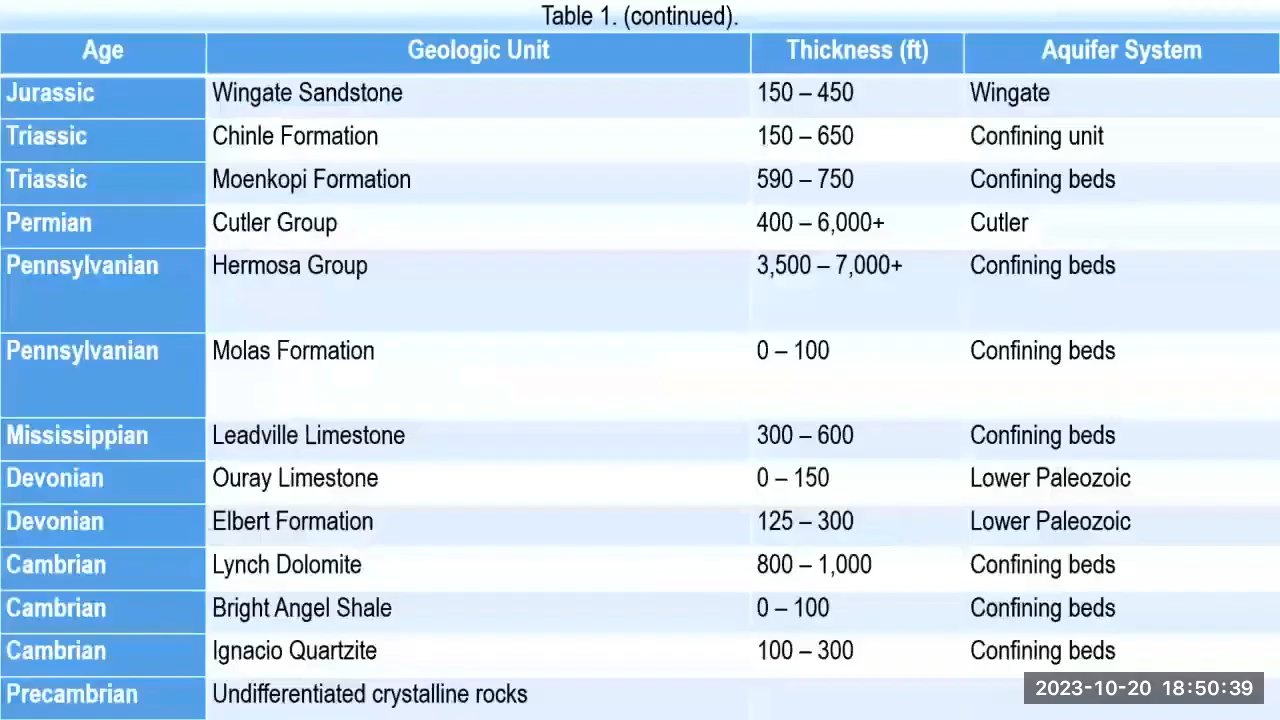 Table 1. (continued).
Age Geologic Unit Thickness (ft) Aquifer System
Jurassic Wingate Sandstone 150 – 450 Wingate
Triassic Chinle Formation 150 – 650 Confining unit
Triassic Moenkopi Formation 590 – 750 Confining beds
Permian Cutler Group 400 – 6,000+ Cutler
Pennsylvanian Hermosa Group 3,500 – 7,000+ Confining beds
Pennsylvanian Molas Formation 0 – 100 Confining beds
Mississippian Leadville Limestone 300 – 600 Confining beds
Devonian Ouray Limestone 0 – 150 Lower Paleozoic
Devonian Elbert Formation 125 – 300 Lower Paleozoic
Cambrian Lynch Dolomite 800 – 1,000 Confining beds
Cambrian Bright Angel Shale 0 – 100 Confining beds
Cambrian Ignacio Quartzite 100 – 300 Confining beds
Precambrian Undifferentiated crystalline rocks
2023-10-20 18:50:39